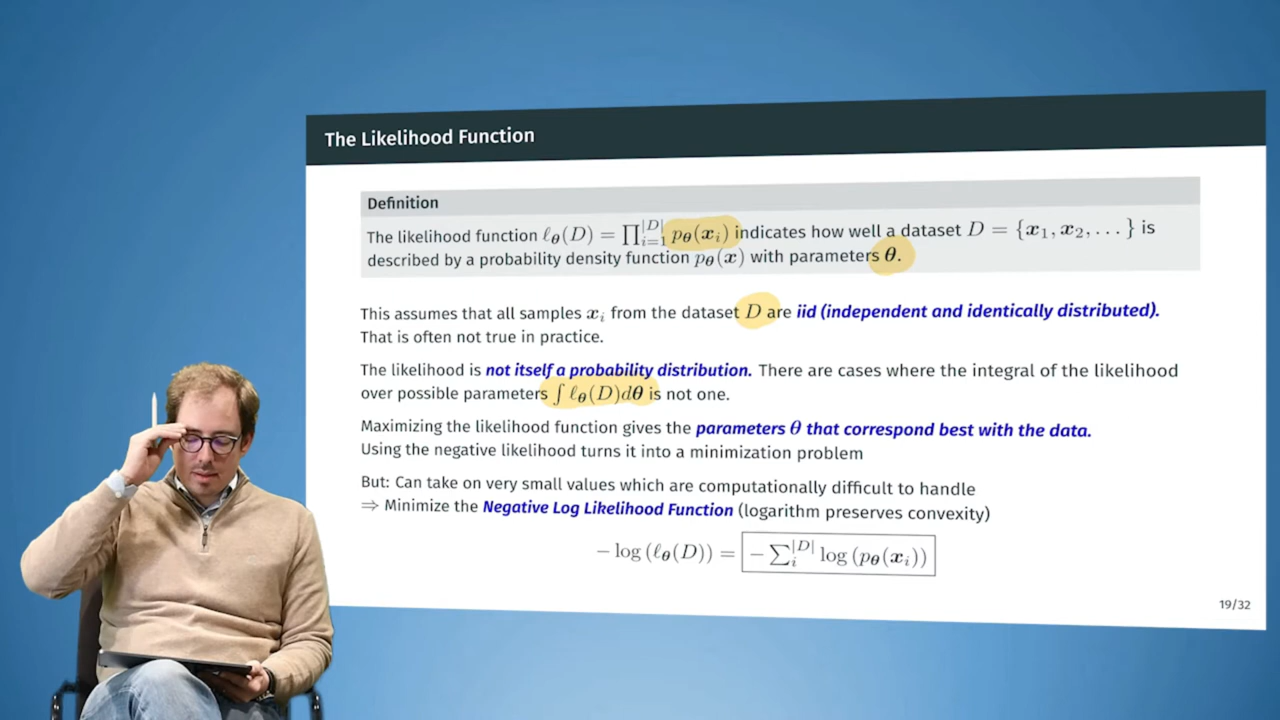 The Likelihood Function
Definition
The likelihood function ℓ_θ(D) = ∏_{i=1}^{|D|} p_θ(x_i) indicates how well a dataset D = {x_1, x_2, . . . } is
described by a probability density function p_θ(x) with parameters θ.
This assumes that all samples x_i from the dataset D are iid (independent and identically distributed).
That is often not true in practice.
The likelihood is not itself a probability distribution. There are cases where the integral of the likelihood
over possible parameters ∫ ℓ_θ(D)dθ is not one.
Maximizing the likelihood function gives the parameters θ that correspond best with the data.
Using the negative likelihood turns it into a minimization problem
But: Can take on very small values which are computationally difficult to handle
⇒ Minimize the Negative Log Likelihood Function (logarithm preserves convexity)
− log (ℓ_θ(D)) = − ∑_i^{|D|} log (p_θ(x_i))
19/32